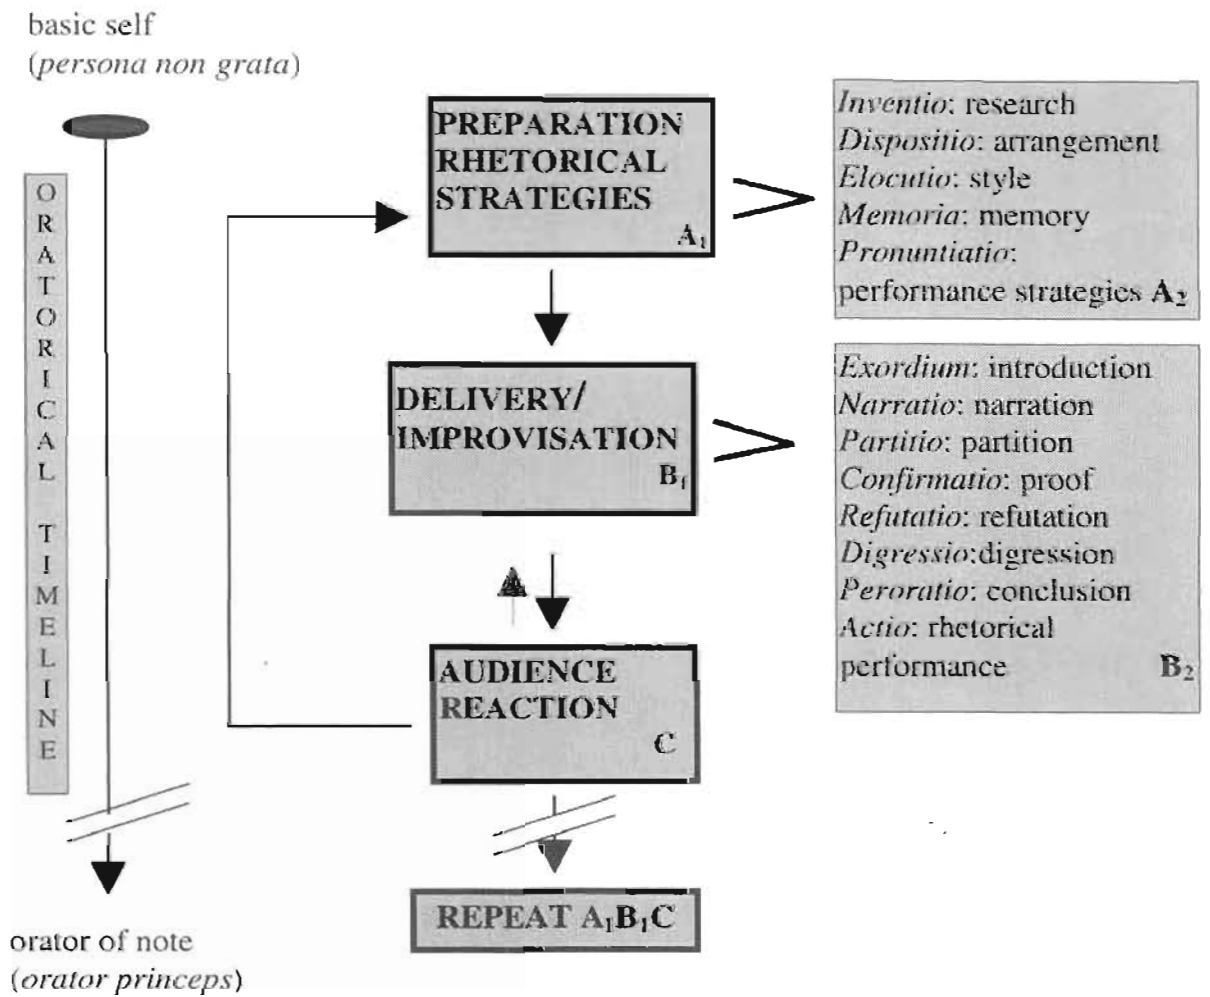 basic self
(persona non grata)
ORATORICAL TIMELINE
PREPARATION
RHETORICAL
STRATEGIES
A₁
Inventio: research
Dispositio: arrangement
Elocutio: style
Memoria: memory
Pronuntiatio:
performance strategies A₂
DELIVERY/
IMPROVISATION
B₁
Exordium: introduction
Narratio: narration
Partitio: partition
Confirmatio: proof
Refutatio: refutation
Digressio:digression
Peroratio: conclusion
Actio: rhetorical
performance B₂
AUDIENCE
REACTION
C
REPEAT A₁B₁C
orator of note
(orator princeps)